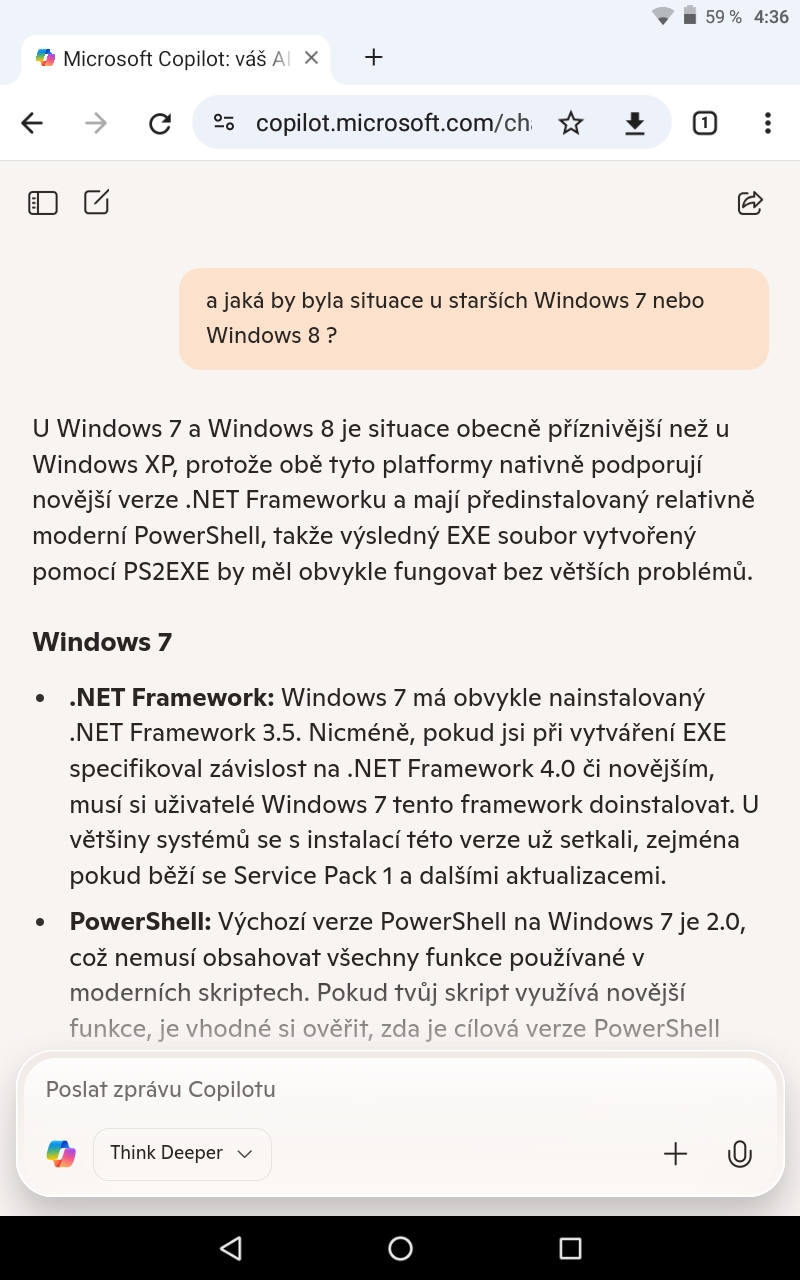 59 % 4:36
Microsoft Copilot: váš AI
copilot.microsoft.com/ch
1
a jaká by byla situace u starších Windows 7 nebo
Windows 8 ?
U Windows 7 a Windows 8 je situace obecně příznivější než u
Windows XP, protože obě tyto platformy nativně podporují
novější verze .NET Frameworku a mají předinstalovaný relativně
moderní PowerShell, takže výsledný EXE soubor vytvořený
pomocí PS2EXE by měl obvykle fungovat bez větších problémů.
Windows 7
• .NET Framework: Windows 7 má obvykle nainstalovaný
.NET Framework 3.5. Nicméně, pokud jsi při vytváření EXE
specifikoval závislost na .NET Framework 4.0 či novějším,
musí si uživatelé Windows 7 tento framework doinstalovat. U
většiny systémů se s instalací této verze už setkali, zejména
pokud běží se Service Pack 1 a dalšími aktualizacemi.
• PowerShell: Výchozí verze PowerShell na Windows 7 je 2.0,
což nemusí obsahovat všechny funkce používané v
moderních skriptech. Pokud tvůj skript využívá novější
funkce, je vhodné si ověřit, zda je cílová verze PowerShell
Poslat zprávu Copilotu
Think Deeper